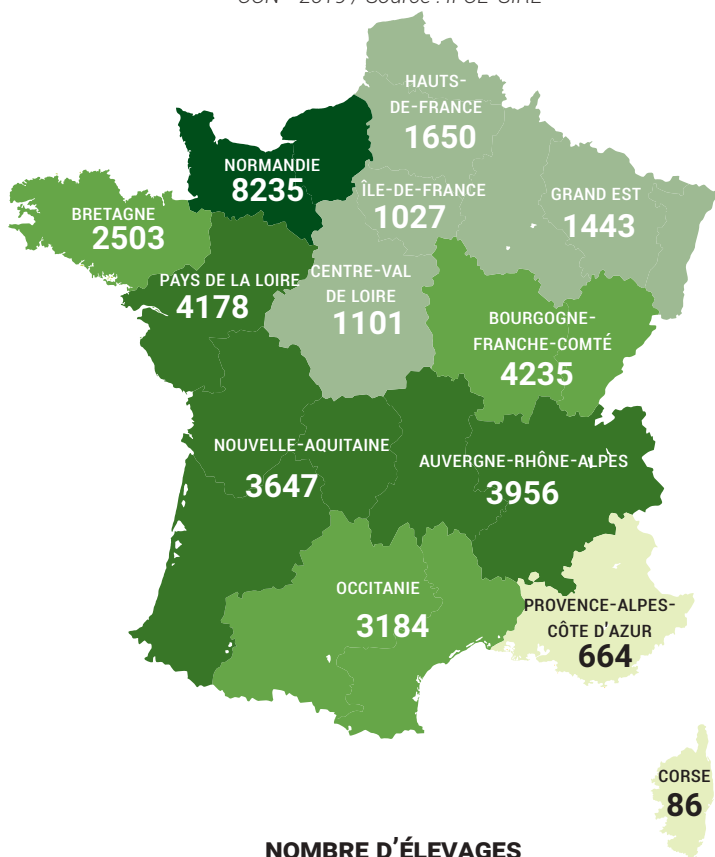 HAUTS-
DE-FRANCE
1650
NORMANDIE
8235
ÎLE-DE-FRANCE
1027
GRAND EST
1443
BRETAGNE
2503
PAYS DE LA LOIRE
4178
CENTRE-VAL
DE LOIRE
1101
BOURGOGNE-
FRANCHE-COMTÉ
4235
NOUVELLE-AQUITAINE
3647
AUVERGNE-RHÔNE-ALPES
3956
OCCITANIE
3184
PROVENCE-ALPES-
CÔTE D'AZUR
664
CORSE
86
NOMBRE D'ÉLEVAGES